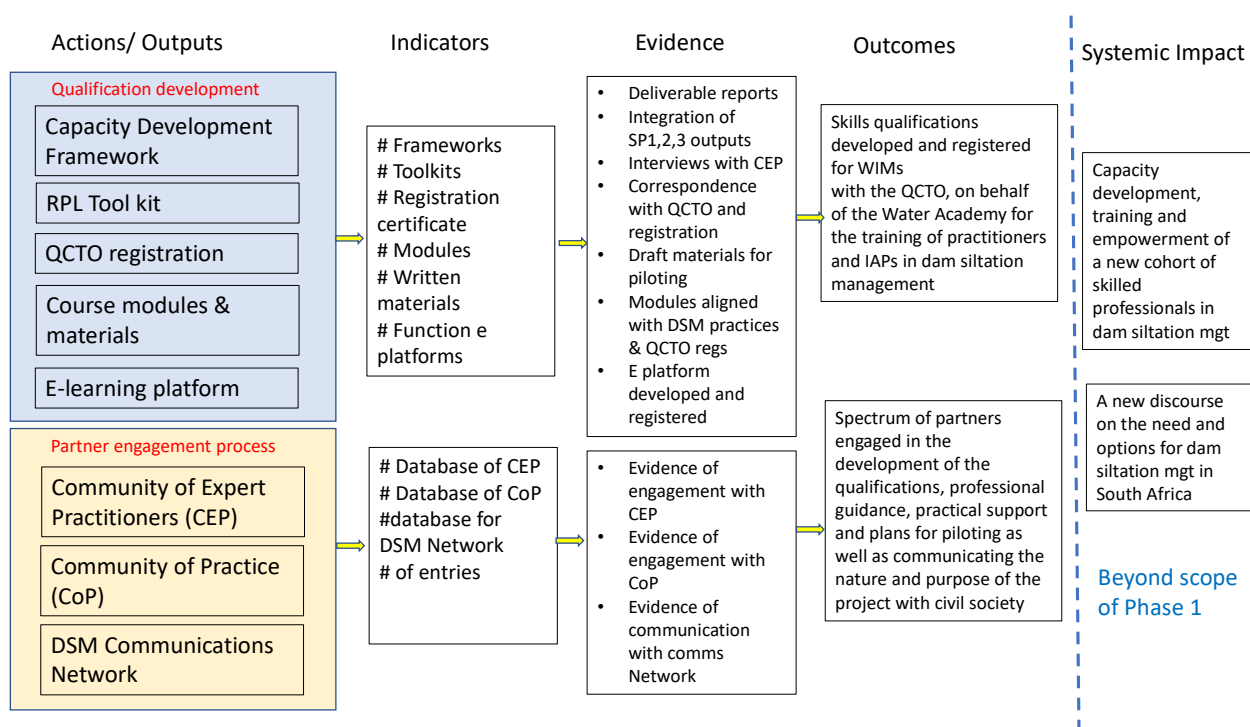 Actions/ Outputs
Indicators
Evidence
Outcomes
Systemic Impact
Qualification development
Capacity Development
Framework
RPL Tool kit
QCTO registration
Course modules &
materials
E-learning platform
# Frameworks
# Toolkits
# Registration
certificate
# Modules
# Written
materials
# Function e
platforms
• Deliverable reports
• Integration of
SP1,2,3 outputs
• Interviews with CEP
• Correspondence
with QCTO and
registration
• Draft materials for
piloting
• Modules aligned
with DSM practices
& QCTO regs
• E platform
developed and
registered
Skills qualifications
developed and registered
for WIMs
with the QCTO, on behalf
of the Water Academy for
the training of practitioners
and IAPs in dam siltation
management
Capacity
development,
training and
empowerment of
a new cohort of
skilled
professionals in
dam siltation mgt
Partner engagement process
Community of Expert
Practitioners (CEP)
Community of Practice
(CoP)
DSM Communications
Network
# Database of CEP
# Database of CoP
#database for
DSM Network
# of entries
• Evidence of
engagement with
CEP
• Evidence of
engagement with
CoP
• Evidence of
communication
with comms
Network
Spectrum of partners
engaged in the
development of the
qualifications, professional
guidance, practical support
and plans for piloting as
well as communicating the
nature and purpose of the
project with civil society
A new discourse
on the need and
options for dam
siltation mgt in
South Africa
Beyond scope
of Phase 1